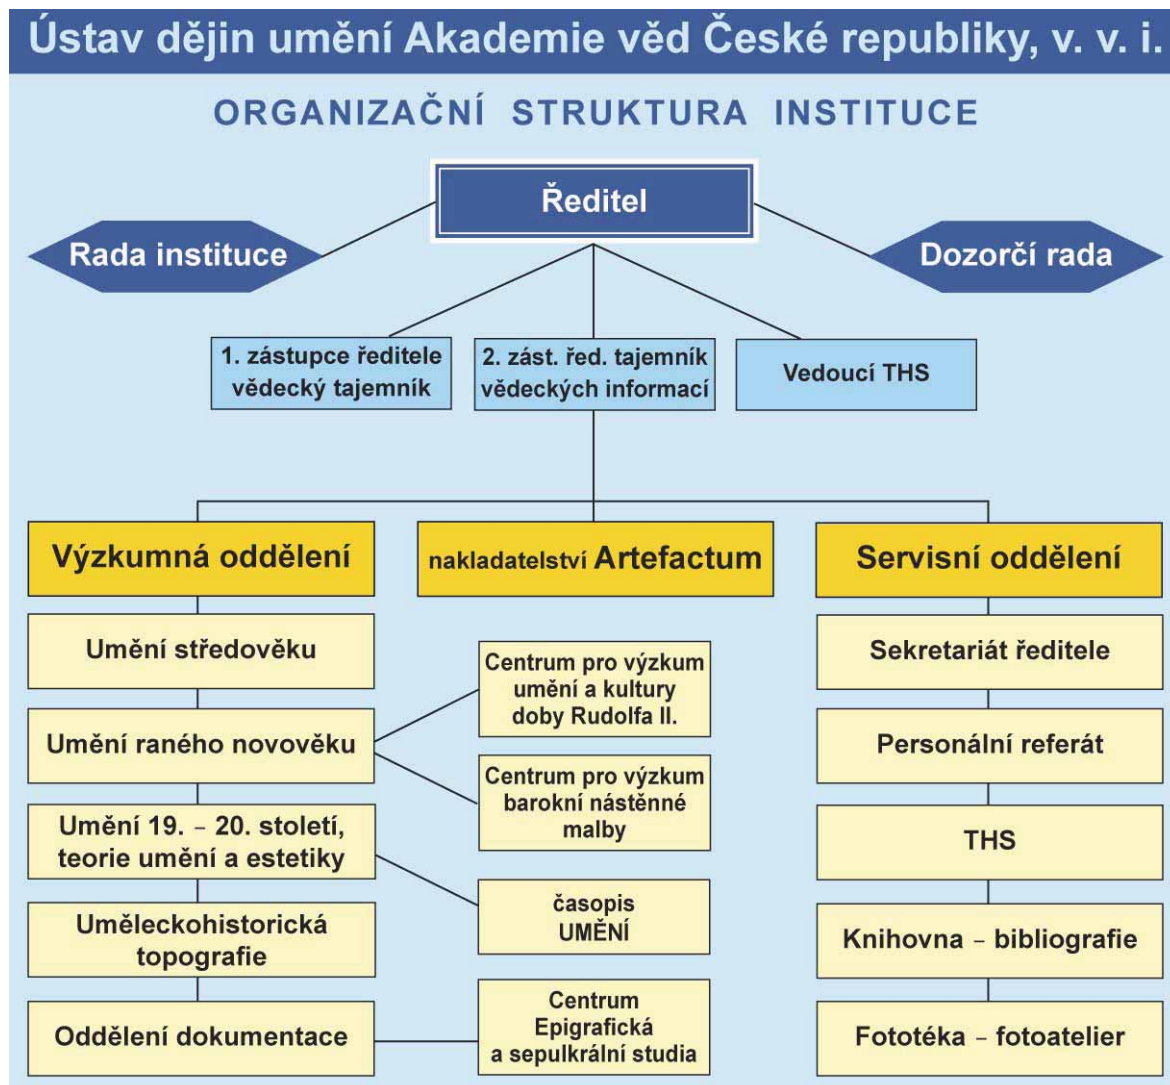 Ústav dějin umění Akademie věd České republiky, v. v. i.
ORGANIZAČNÍ STRUKTURA INSTITUCE
Ředitel
Rada instituce
Dozorčí rada
1. zástupce ředitele
vědecký tajemník
2. zást. řed. tajemník
vědeckých informací
Vedoucí THS
Výzkumná oddělení
nakladatelství Artefactum
Servisní oddělení
Umění středověku
Umění raného novověku
Umění 19. – 20. století,
teorie umění a estetiky
Uměleckohistorická
topografie
Oddělení dokumentace
Centrum pro výzkum
umění a kultury
doby Rudolfa II.
Centrum pro výzkum
barokní nástěnné
malby
časopis
UMĚNÍ
Centrum
Epigrafická
a sepulkrální studia
Sekretariát ředitele
Personální referát
THS
Knihovna – bibliografie
Fototéka – fotoatelier